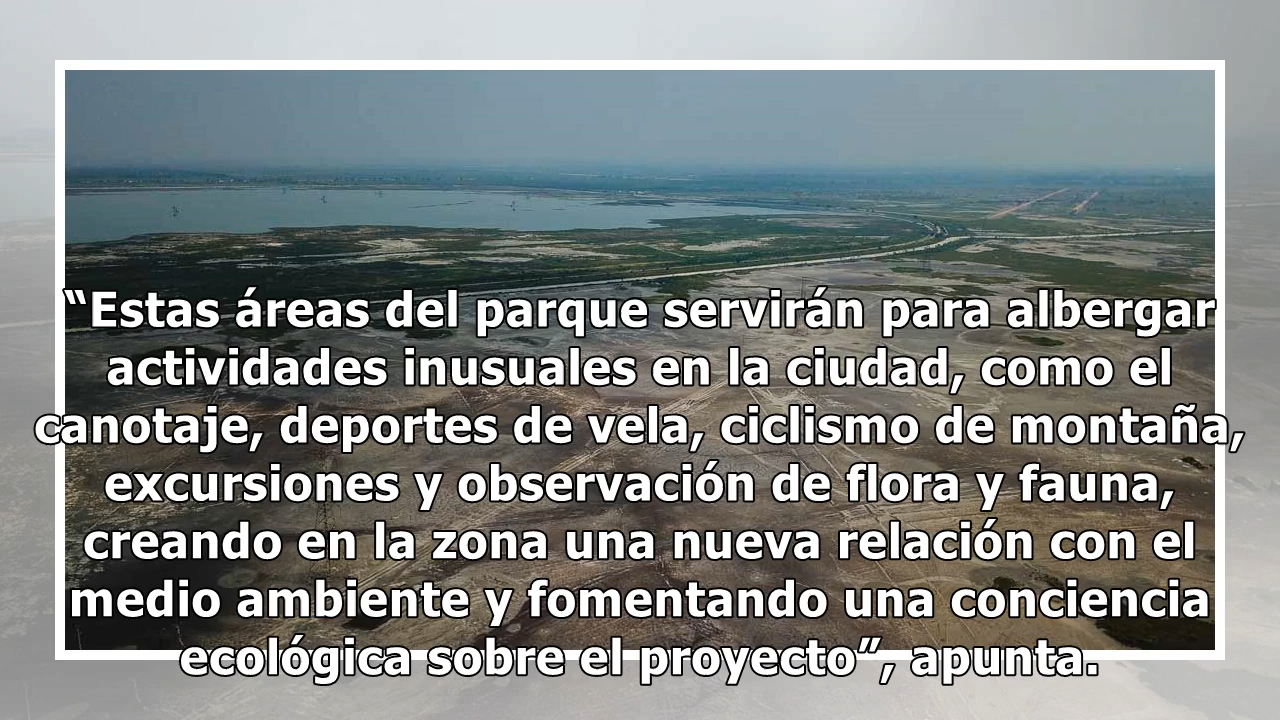 “Estas áreas del parque servirán para albergar
actividades inusuales en la ciudad, como el
canotaje, deportes de vela, ciclismo de montaña,
excursiones y observación de flora y fauna,
creando en la zona una nueva relación con el
medio ambiente y fomentando una conciencia
ecológica sobre el proyecto”, apunta.